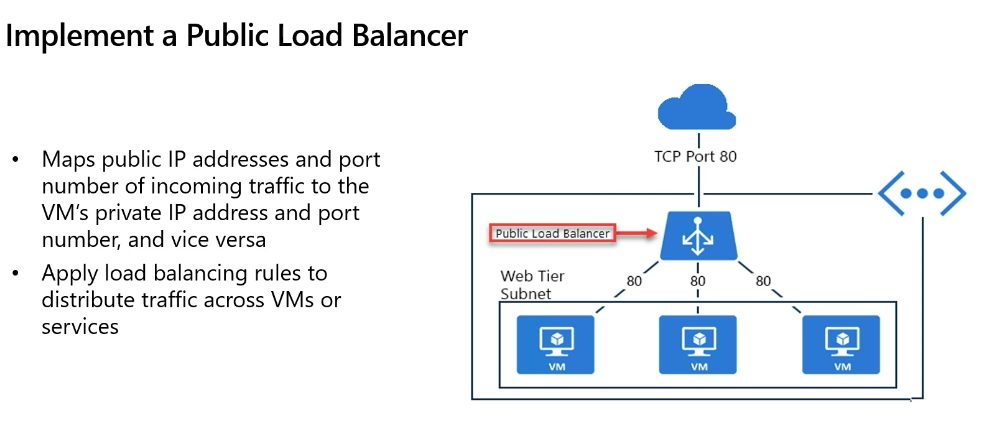 Implement a Public Load Balancer
• Maps public IP addresses and port
number of incoming traffic to the
VM's private IP address and port
number, and vice versa
• Apply load balancing rules to
distribute traffic across VMs or
services
TCP Port 80
Public Load Balancer
Web Tier
Subnet
80
80
80
VM
VM
VM